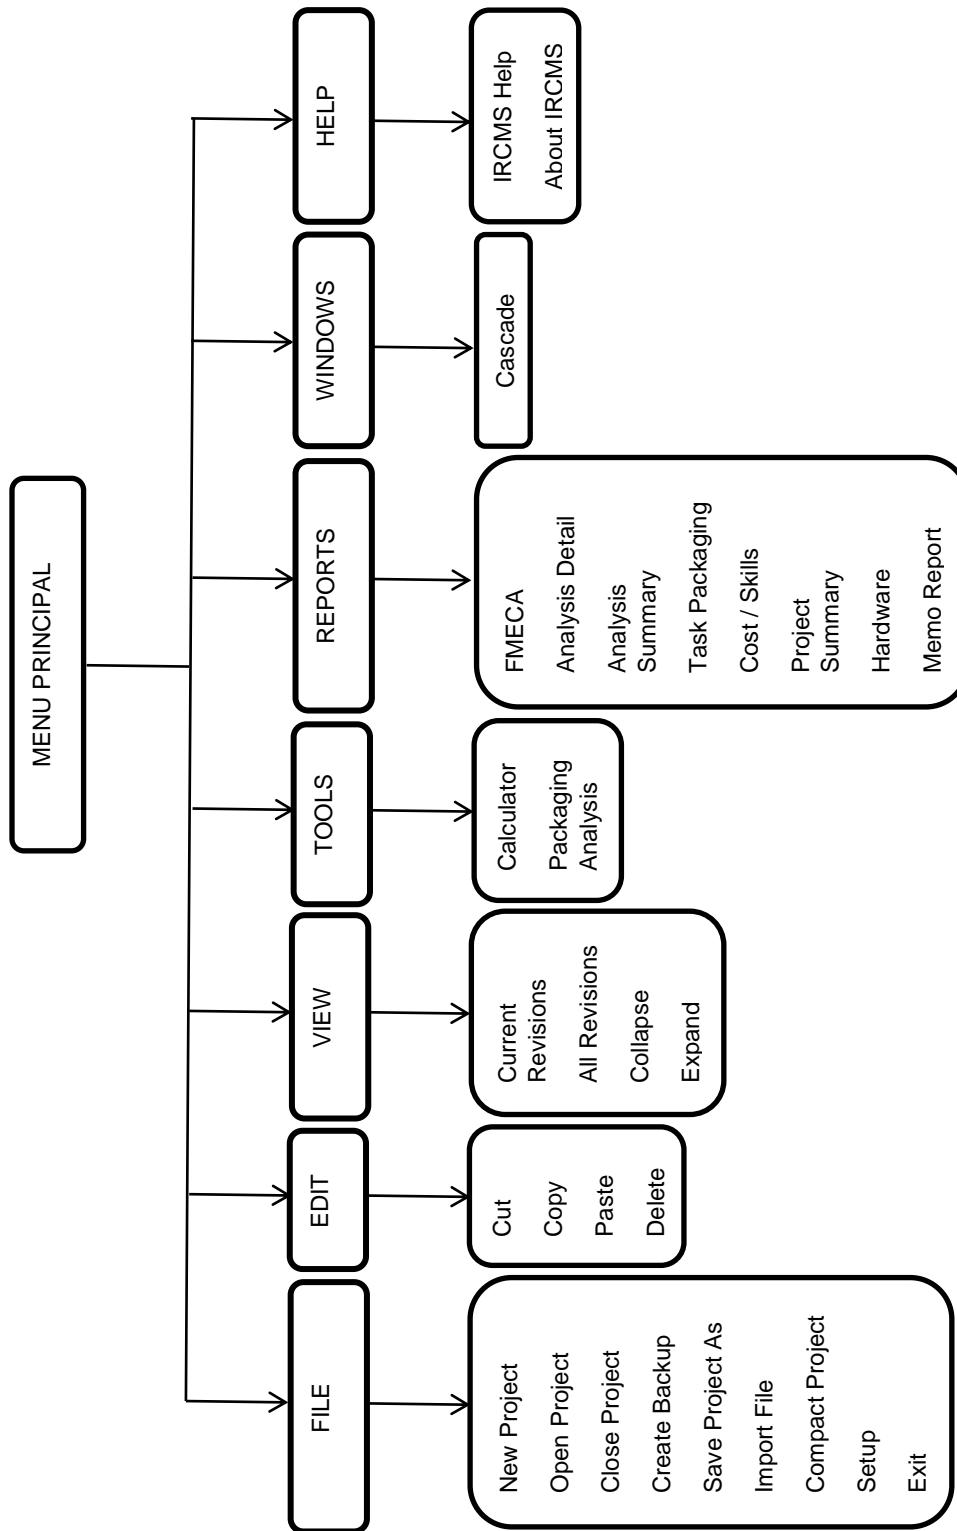 MENU PRINCIPAL
FILE
EDIT
VIEW
TOOLS
REPORTS
WINDOWS
HELP
New Project
Open Project
Close Project
Create Backup
Save Project As
Import File
Compact Project
Setup
Exit
Cut
Copy
Paste
Delete
Current
Revisions
All Revisions
Collapse
Expand
Calculator
Packaging
Analysis
FMECA
Analysis Detail
Analysis
Summary
Task Packaging
Cost / Skills
Project
Summary
Hardware
Memo Report
Cascade
IRCMS Help
About IRCMS